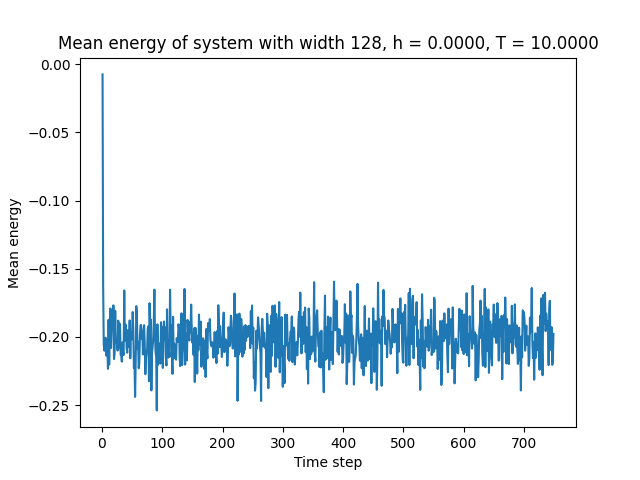 Mean energy of system with width 128, h = 0.0000, T = 10.0000
0.00
−0.05
−0.10
−0.15
−0.20
−0.25
Mean energy
0 100 200 300 400 500 600 700
Time step